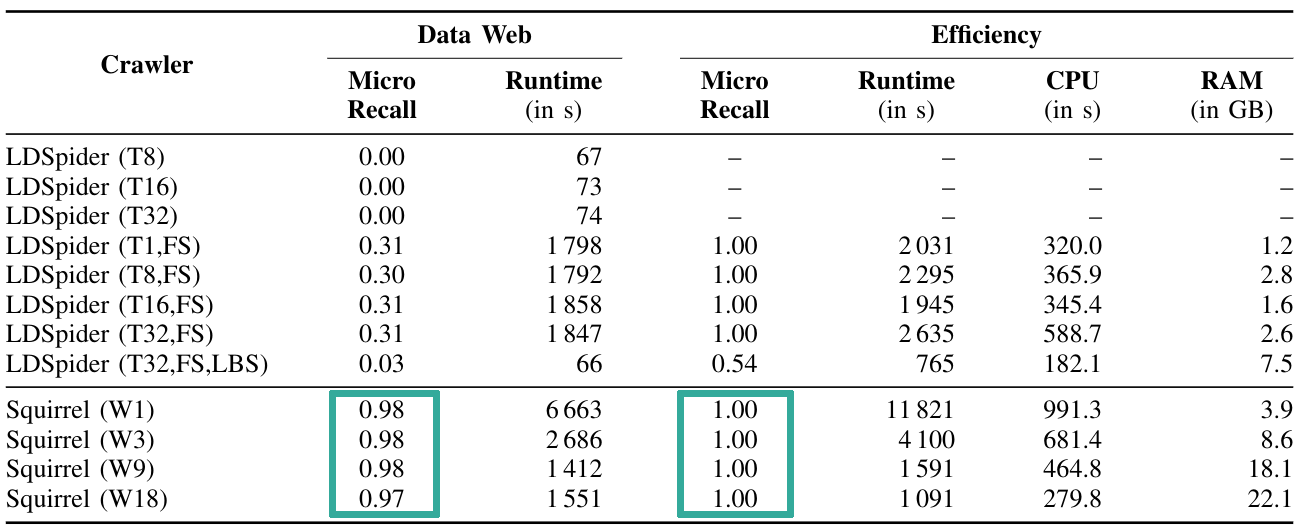 Crawler Data Web Efficiency
Micro Recall Runtime (in s) Micro Recall Runtime (in s) CPU (in s) RAM (in GB)
LDSpider (T8) 0.00 67 – – – –
LDSpider (T16) 0.00 73 – – – –
LDSpider (T32) 0.00 74 – – – –
LDSpider (T1,FS) 0.31 1 798 1.00 2 031 320.0 1.2
LDSpider (T8,FS) 0.30 1 792 1.00 2 295 365.9 2.8
LDSpider (T16,FS) 0.31 1 858 1.00 1 945 345.4 1.6
LDSpider (T32,FS) 0.31 1 847 1.00 2 635 588.7 2.6
LDSpider (T32,FS,LBS) 0.03 66 0.54 765 182.1 7.5
Squirrel (W1) 0.98 6 663 1.00 11 821 991.3 3.9
Squirrel (W3) 0.98 2 686 1.00 4 100 681.4 8.6
Squirrel (W9) 0.98 1 412 1.00 1 591 464.8 18.1
Squirrel (W18) 0.97 1 551 1.00 1 091 279.8 22.1